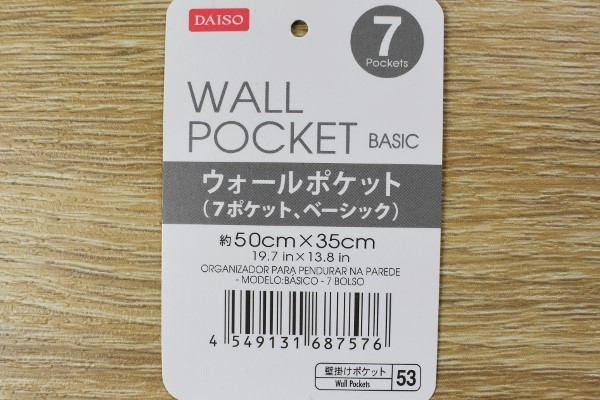 DAISO
7
Pockets
WALL
POCKET BASIC
ウォールポケット
(7ポケット、ベーシック)
約50cm×35cm
19.7 in×13.8 in
ORGANIZADOR PARA PENDURAR NA PAREDE
- MODELO:BÁSICO - 7 BOLSO
4 549131 687576
壁掛けポケット
Wall Pockets
53